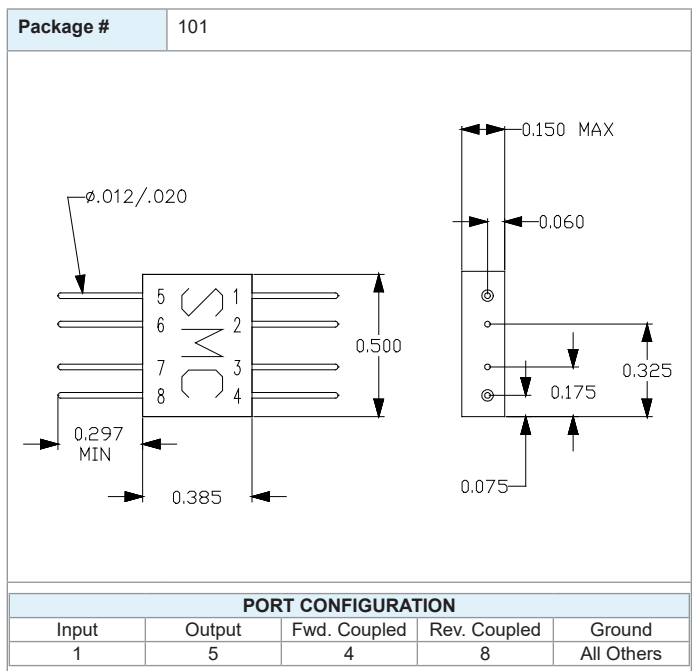 Package # 101
0.150 MAX
ø.012/.020
0.060
5 1
6 2
7 3
8 4
SMC
0.500
0.325
0.175
0.297
MIN
0.075
0.385
PORT CONFIGURATION
Input Output Fwd. Coupled Rev. Coupled Ground
1 5 4 8 All Others